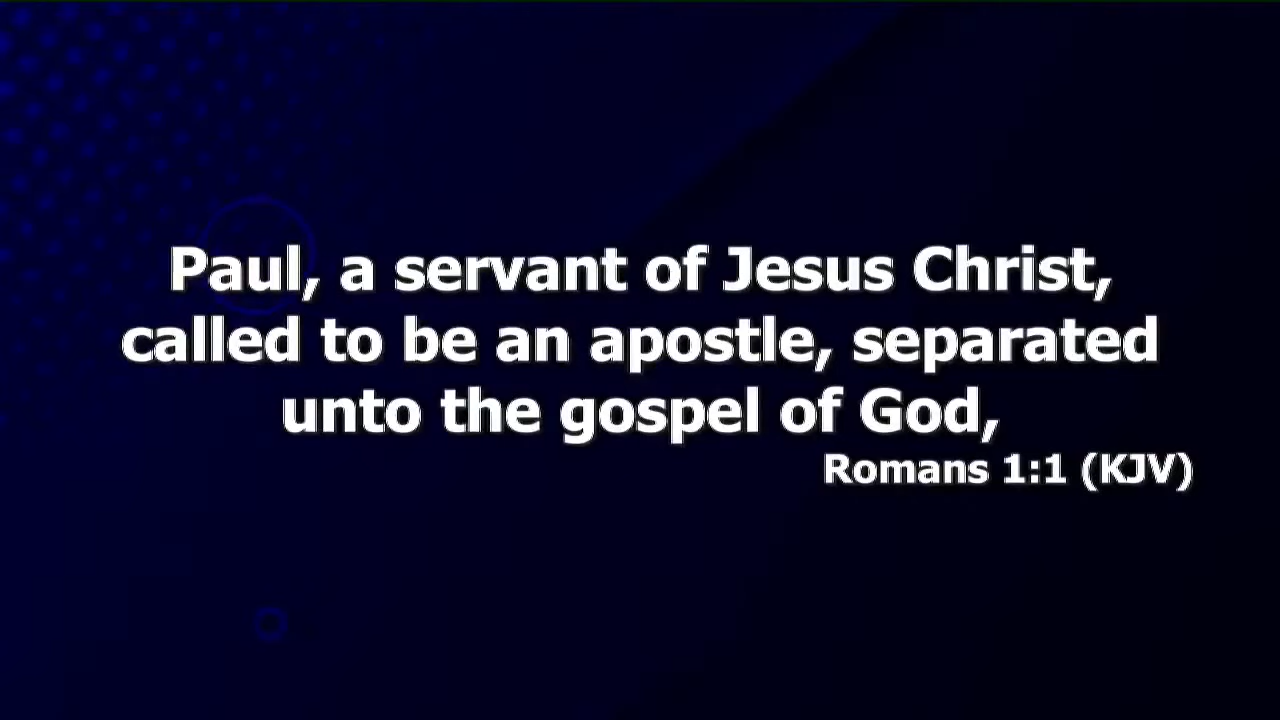 Paul, a servant of Jesus Christ,
called to be an apostle, separated
unto the gospel of God,
Romans 1:1 (KJV)